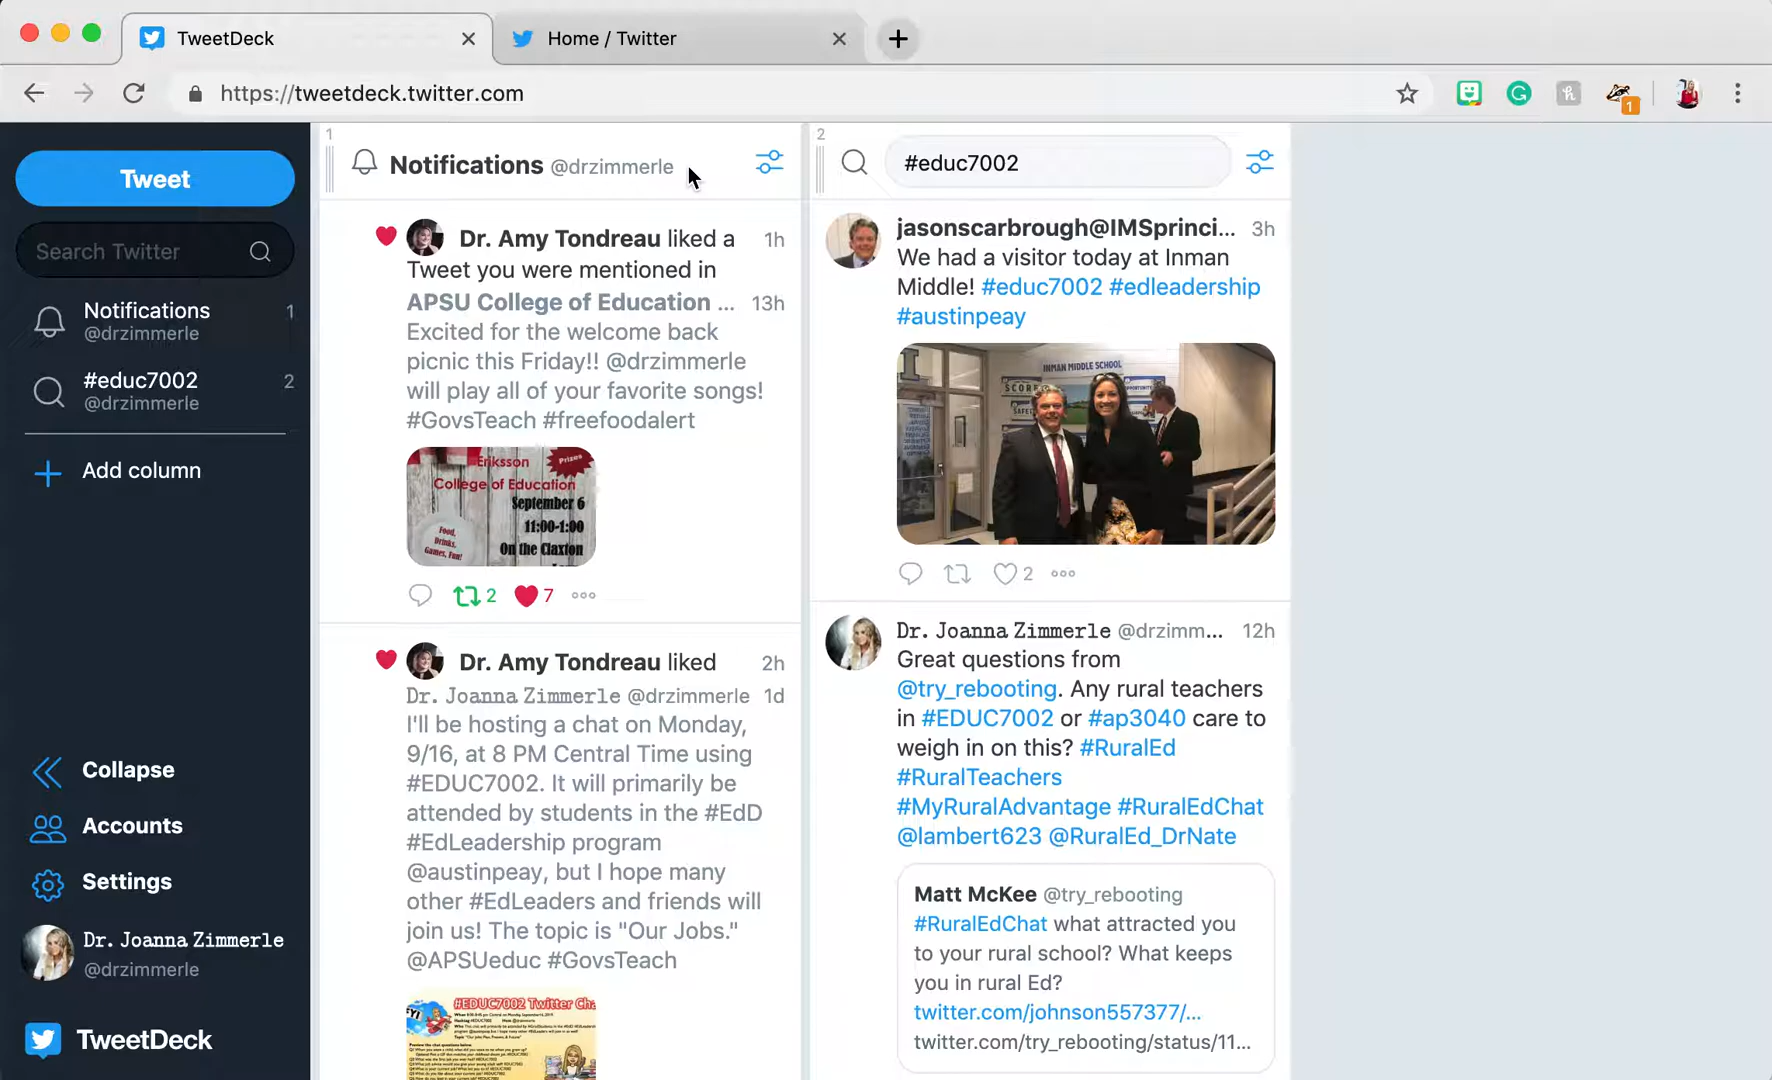 TweetDeck
Home / Twitter
https://tweetdeck.twitter.com
1
Tweet
Search Twitter
Notifications
1
@drzimmerle
#educ7002
2
@drzimmerle
Add column
Collapse
Accounts
Settings
Dr. Joanna Zimmerle
@drzimmerle
TweetDeck
1
Notifications @drzimmerle
Dr. Amy Tondreau liked a 1h
Tweet you were mentioned in
APSU College of Education ... 13h
Excited for the welcome back
picnic this Friday!! @drzimmerle
will play all of your favorite songs!
#GovsTeach #freefoodalert
Eriksson
Prizes
College of Education
September 6
11:00-1:00
On the Claxton
Food,
Drinks,
Games, Fun!
2 7
Dr. Amy Tondreau liked 2h
Dr. Joanna Zimmerle @drzimmerle 1d
I'll be hosting a chat on Monday,
9/16, at 8 PM Central Time using
#EDUC7002. It will primarily be
attended by students in the #EdD
#EdLeadership program
@austinpeay, but I hope many
other #EdLeaders and friends will
join us! The topic is "Our Jobs."
@APSUeduc #GovsTeach
#EDUC7002 Twitter Cha
2
#educ7002
jasonscarbrough@IMSprinci... 3h
We had a visitor today at Inman
Middle! #educ7002 #edleadership
#austinpeay
INMAN MIDDLE SCHOOL
SCORE
2
Dr. Joanna Zimmerle @drzimm... 12h
Great questions from
@try_rebooting. Any rural teachers
in #EDUC7002 or #ap3040 care to
weigh in on this? #RuralEd
#RuralTeachers
#MyRuralAdvantage #RuralEdChat
@lambert623 @RuralEd_DrNate
Matt McKee @try_rebooting
#RuralEdChat what attracted you
to your rural school? What keeps
you in rural Ed?
twitter.com/johnson557377/...
twitter.com/try_rebooting/status/11...